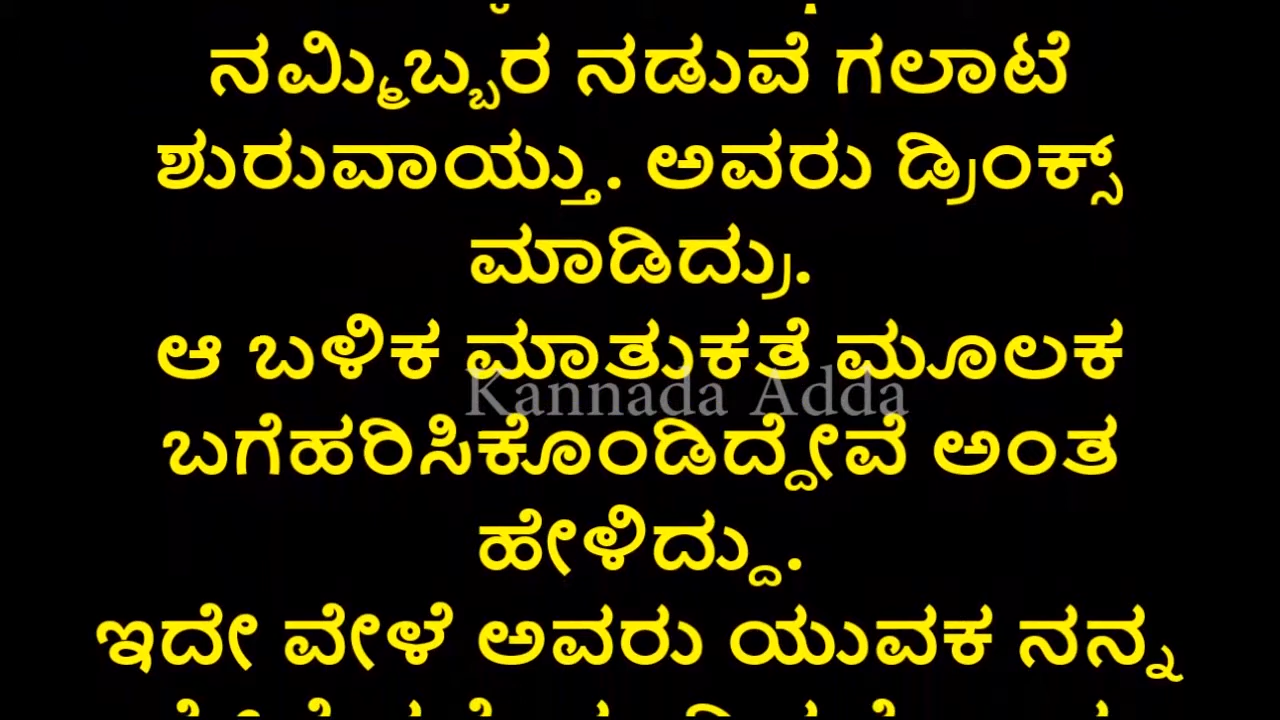 ನಮ್ಮಿಬ್ಬರ ನಡುವೆ ಗಲಾಟೆ
ಶುರುವಾಯ್ತು. ಅವರು ಡ್ರಿಂಕ್ಸ್
ಮಾಡಿದ್ರು.
ಆ ಬಳಿಕ ಮಾತುಕತೆ ಮೂಲಕ
Kannada Adda
ಬಗೆಹರಿಸಿಕೊಂಡಿದ್ದೇವೆ ಅಂತ
ಹೇಳಿದ್ದು.
ಇದೇ ವೇಳೆ ಅವರು ಯುವಕ ನನ್ನ